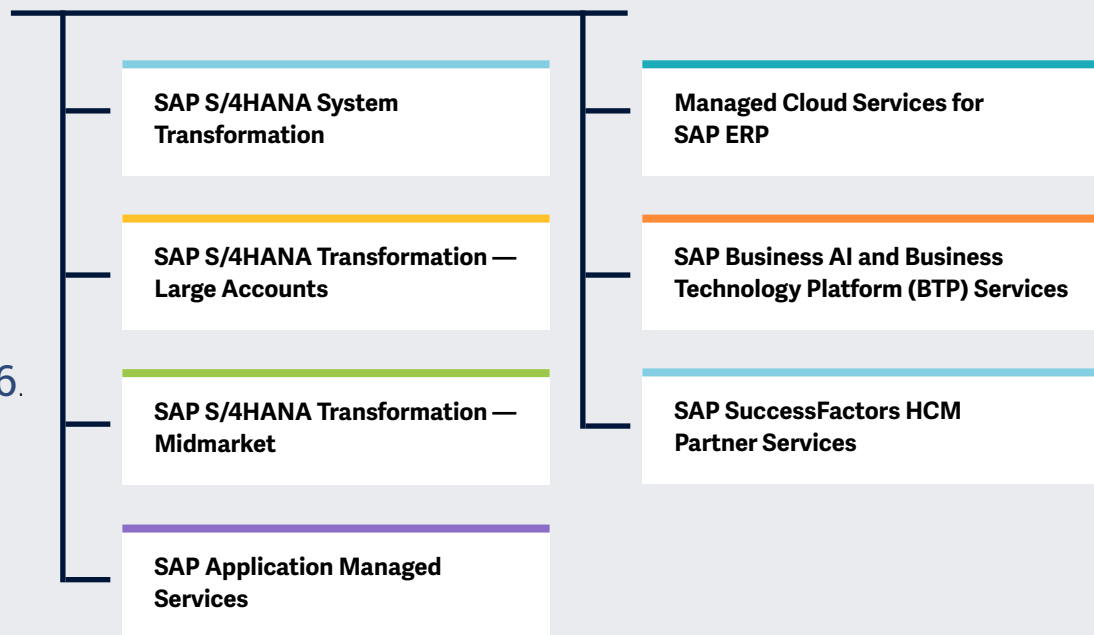 SAP S/4HANA System
Transformation
SAP S/4HANA Transformation —
Large Accounts
6.
SAP S/4HANA Transformation —
Midmarket
SAP Application Managed
Services
Managed Cloud Services for
SAP ERP
SAP Business AI and Business
Technology Platform (BTP) Services
SAP SuccessFactors HCM
Partner Services